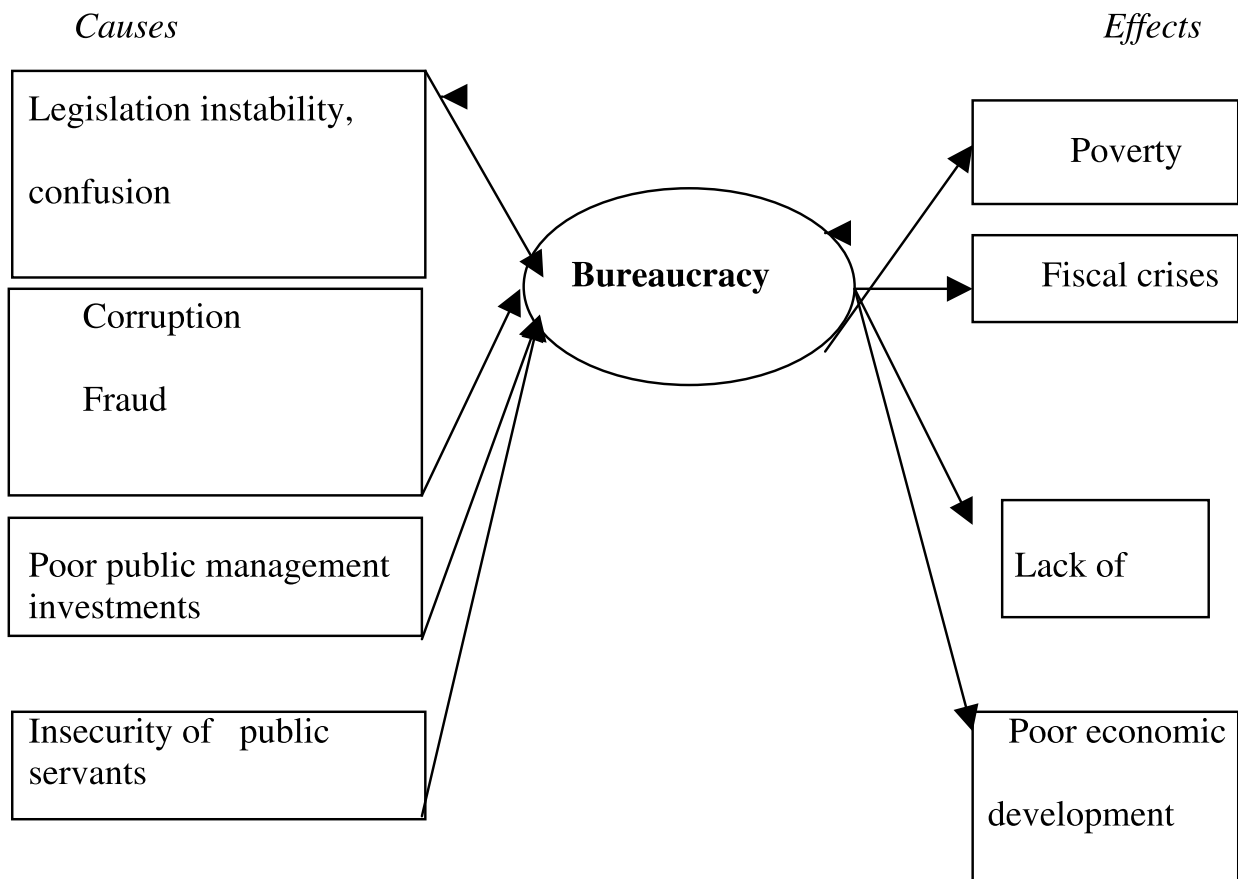 Causes
Effects
Legislation instability,
confusion
Corruption
Fraud
Poor public management
investments
Insecurity of public
servants
Bureaucracy
Poverty
Fiscal crises
Lack of
Poor economic
development